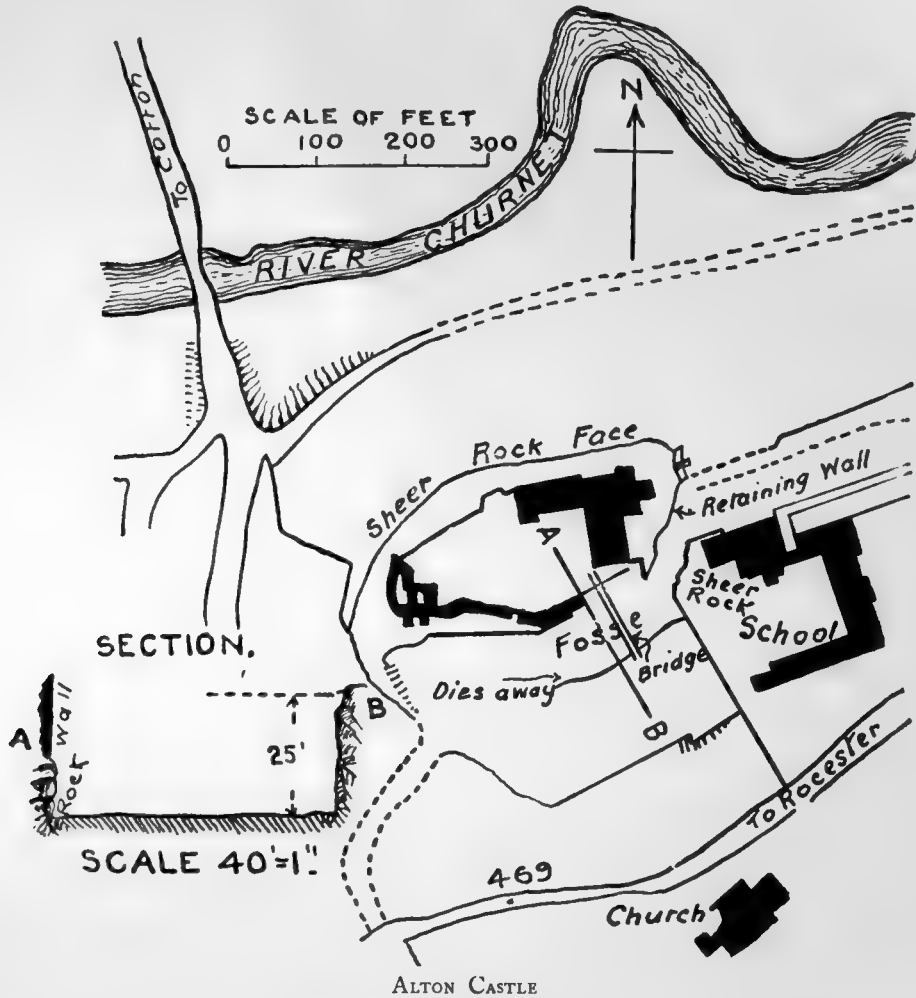 To Cotton
SCALE OF FEET
0 100 200 300
N
RIVER CHURNE
Sheer Rock Face
Retaining Wall
A
Sheer
Rock
School
Fosse
Bridge
Dies away
B
SECTION.
A
Wall
Rock
25'
B
SCALE 40'=1".
To Rocester
469
Church
ALTON CASTLE